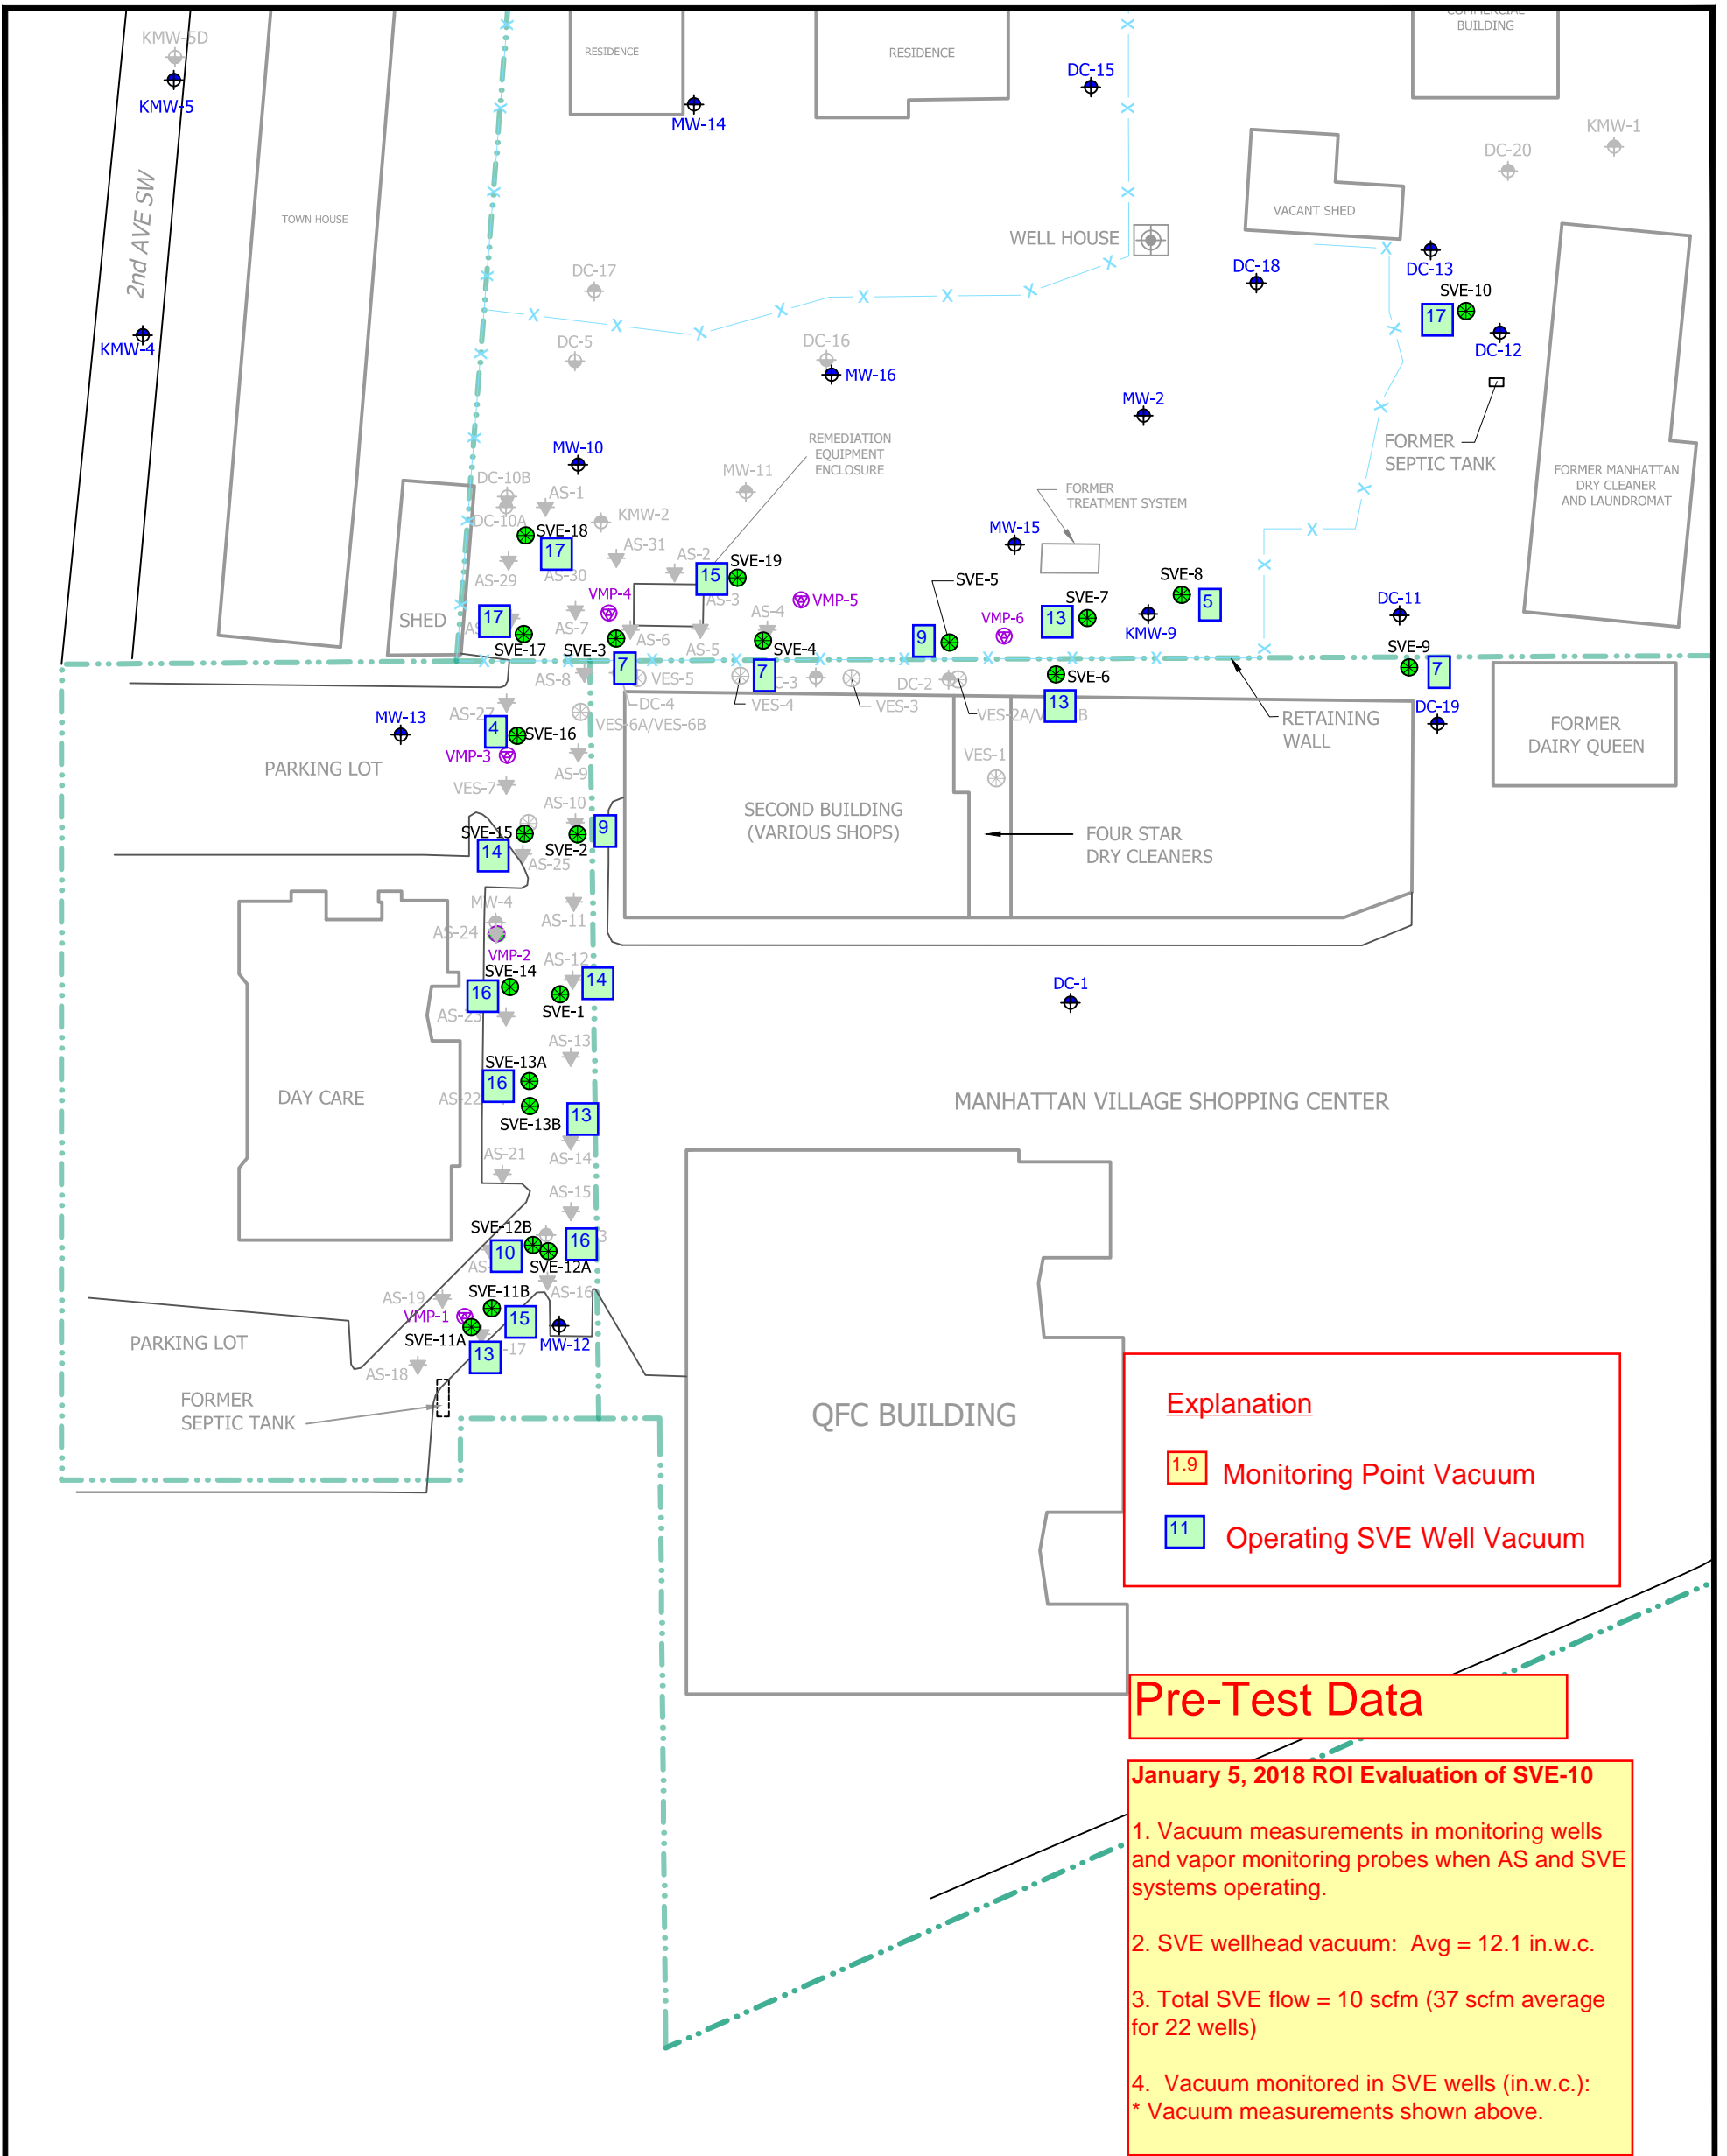 COMMERCIAL
BUILDING
KMW-5D
KMW-5
RESIDENCE
RESIDENCE
MW-14
DC-15
KMW-1
DC-20
2nd AVE SW
TOWN HOUSE
VACANT SHED
WELL HOUSE
DC-17
DC-18
DC-13
SVE-10
17
DC-12
KMW-4
DC-5
DC-16
MW-16
MW-2
FORMER
SEPTIC TANK
FORMER MANHATTAN
DRY CLEANER
AND LAUNDROMAT
MW-10
REMEDIATION
EQUIPMENT
ENCLOSURE
MW-11
FORMER
TREATMENT SYSTEM
DC-10B
AS-1
DC-10A
KMW-2
SVE-18
17
MW-15
AS-31
AS-2
SVE-19
15
AS-29
AS-30
SVE-5
SVE-8
5
VMP-4
AS-3
VMP-5
AS-4
SHED
17
AS-7
AS-6
AS-5
VMP-6
13
SVE-7
KMW-9
DC-11
SVE-17
SVE-3
SVE-4
9
SVE-9
7
7
7
AS-8
VES-5
DC-2
SVE-6
13
DC-4
VES-4
VES-3
MW-13
AS-27
4
SVE-16
VES-6A/VES-6B
DC-19
RETAINING
WALL
FORMER
DAIRY QUEEN
VMP-3
PARKING LOT
VES-7
AS-9
VES-1
AS-10
SVE-15
14
SVE-2
9
AS-25
SECOND BUILDING
(VARIOUS SHOPS)
FOUR STAR
DRY CLEANERS
MW-4
AS-11
AS-24
VMP-2
AS-12
SVE-14
16
14
SVE-1
AS-23
DC-1
AS-13
SVE-13A
16
AS-22
DAY CARE
SVE-13B
13
AS-14
MANHATTAN VILLAGE SHOPPING CENTER
AS-21
AS-15
SVE-12B
10
16
SVE-12A
AS-16
SVE-11B
AS-19
VMP-1
15
SVE-11A
MW-12
13
-17
AS-18
PARKING LOT
FORMER
SEPTIC TANK
QFC BUILDING
Explanation
1.9 Monitoring Point Vacuum
11 Operating SVE Well Vacuum
Pre-Test Data
January 5, 2018 ROI Evaluation of SVE-10
1. Vacuum measurements in monitoring wells
and vapor monitoring probes when AS and SVE
systems operating.
2. SVE wellhead vacuum: Avg = 12.1 in.w.c.
3. Total SVE flow = 10 scfm (37 scfm average
for 22 wells)
4. Vacuum monitored in SVE wells (in.w.c.):
* Vacuum measurements shown above.